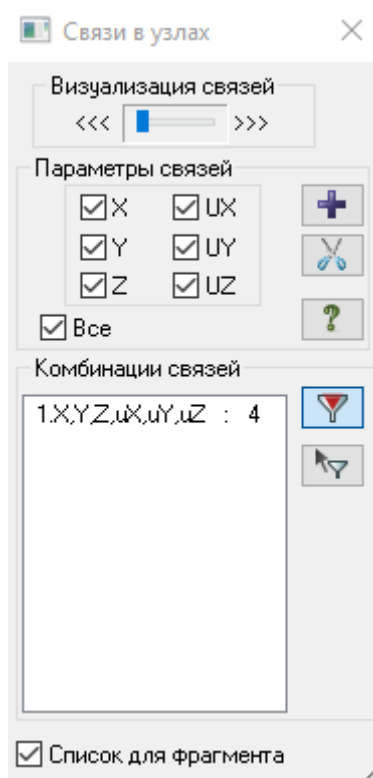 Связи в узлах
Визуализация связей
<<< >>>
Параметры связей
X UX
Y UY
Z UZ
Все
?
Комбинации связей
1.X,Y,Z,uX,uY,uZ : 4
Список для фрагмента